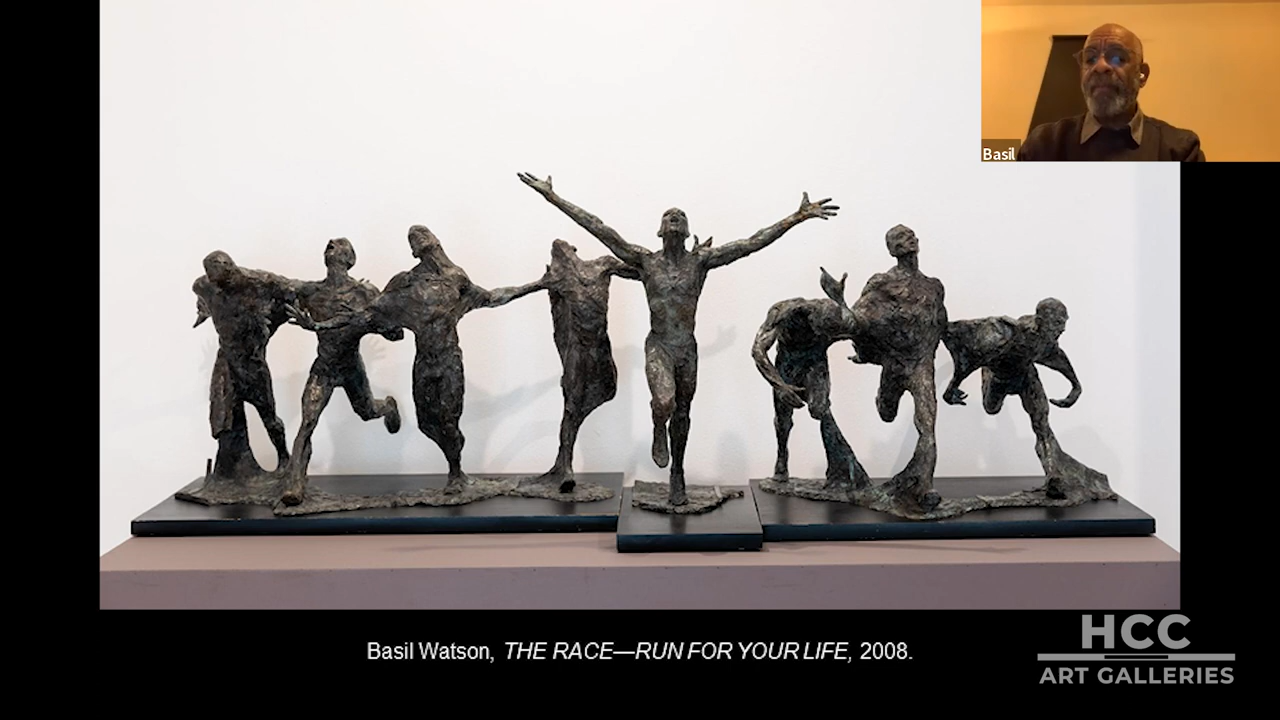 Basil
Basil Watson, THE RACE—RUN FOR YOUR LIFE, 2008.
HCC
ART GALLERIES